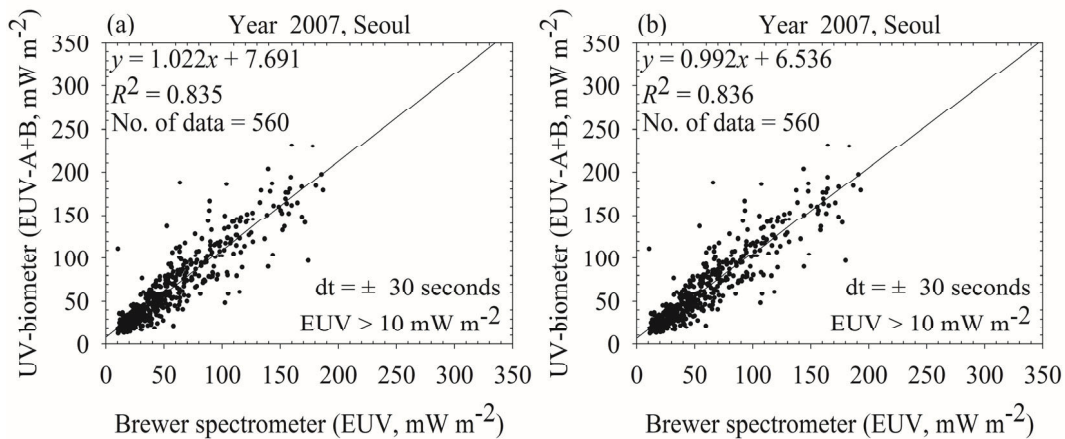 (a) Year 2007, Seoul
UV-biometer (EUV-A+B, mW m-2)
350
300
250
200
150
100
50
0
y = 1.022x + 7.691
R2 = 0.835
No. of data = 560
dt = ± 30 seconds
EUV > 10 mW m-2
0 50 100 150 200 250 300 350
Brewer spectrometer (EUV, mW m-2)
(b) Year 2007, Seoul
UV-biometer (EUV-A+B, mW m-2)
350
300
250
200
150
100
50
0
y = 0.992x + 6.536
R2 = 0.836
No. of data = 560
dt = ± 30 seconds
EUV > 10 mW m-2
0 50 100 150 200 250 300 350
Brewer spectrometer (EUV, mW m-2)